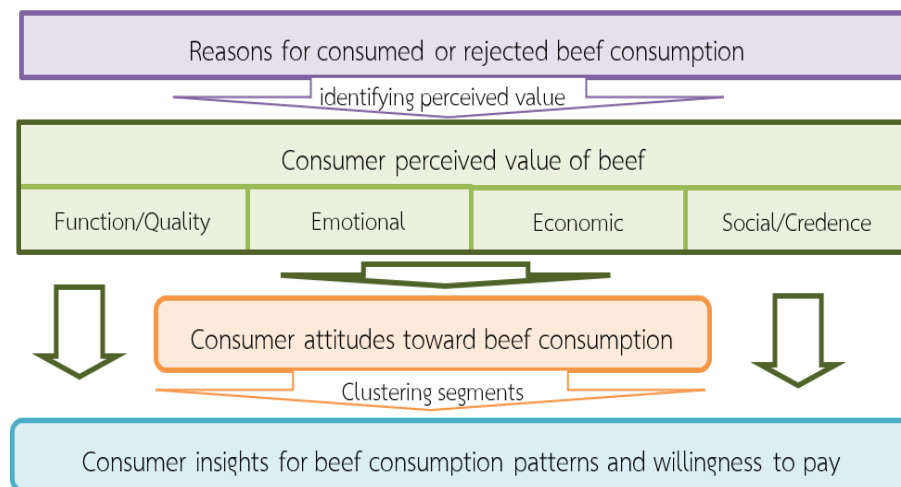 Reasons for consumed or rejected beef consumption
identifying perceived value
Consumer perceived value of beef
Function/Quality
Emotional
Economic
Social/Credence
Consumer attitudes toward beef consumption
Clustering segments
Consumer insights for beef consumption patterns and willingness to pay